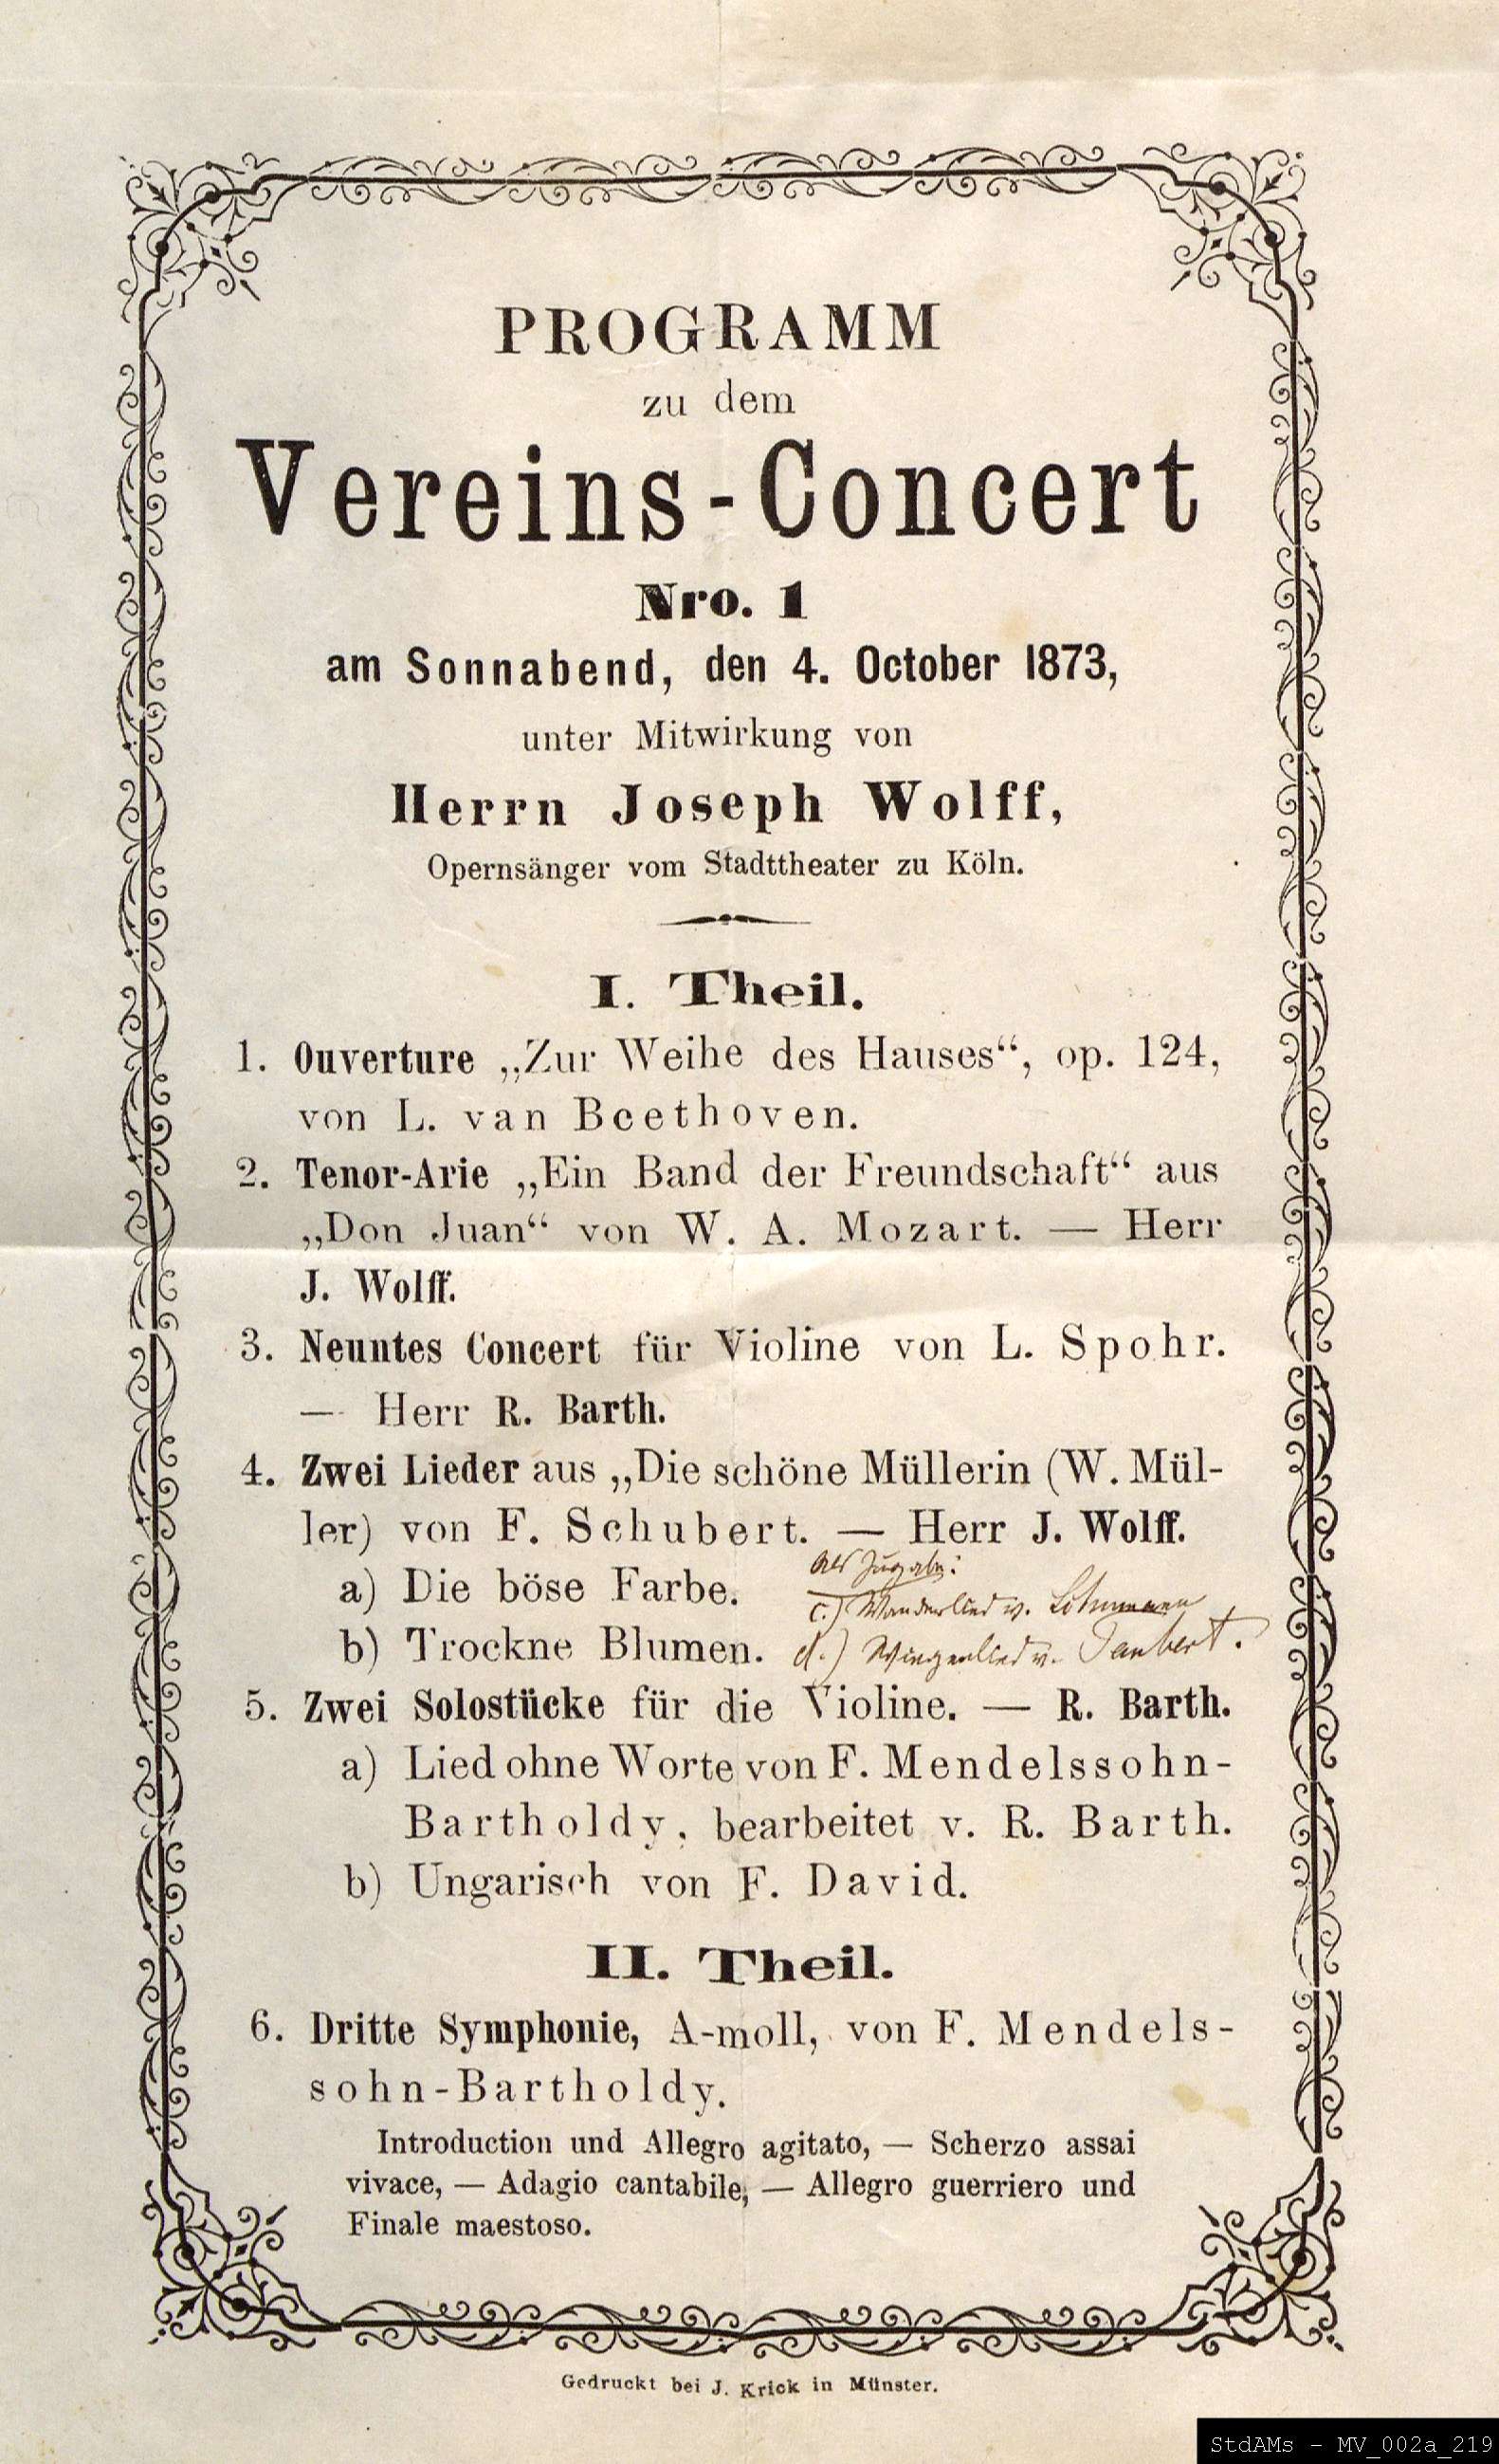 PROGRAMM
zu dem
Vereins-Concert
Nro. 1
am Sonnabend, den 4. October 1873,
unter Mitwirkung von
Herrn Joseph Wolff,
Opernsänger vom Stadttheater zu Köln.
I. Theil.
1. Ouverture „Zur Weihe des Hauses“, op. 124,
von L. van Beethoven.
2. Tenor-Arie „Ein Band der Freundschaft“ aus
„Don Juan“ von W. A. Mozart. — Herr
J. Wolff.
3. Neuntes Concert für Violine von L. Spohr.
— Herr R. Barth.
4. Zwei Lieder aus „Die schöne Müllerin (W. Mül-
ler) von F. Schubert. — Herr J. Wolff.
als Zugabe:
a) Die böse Farbe.
c.) Wanderlied v. Schumann
b) Trockne Blumen.
d.) Wiegenlied v. Taubert.
5. Zwei Solostücke für die Violine. — R. Barth.
a) Lied ohne Worte von F. Mendelssohn-
Bartholdy, bearbeitet v. R. Barth.
b) Ungarisch von F. David.
II. Theil.
6. Dritte Symphonie, A-moll, von F. Mendels-
sohn-Bartholdy.
Introduction und Allegro agitato, — Scherzo assai
vivace, — Adagio cantabile, — Allegro guerriero und
Finale maestoso.
Gedruckt bei J. Krick in Münster.
StdAMs – MV_002a_219